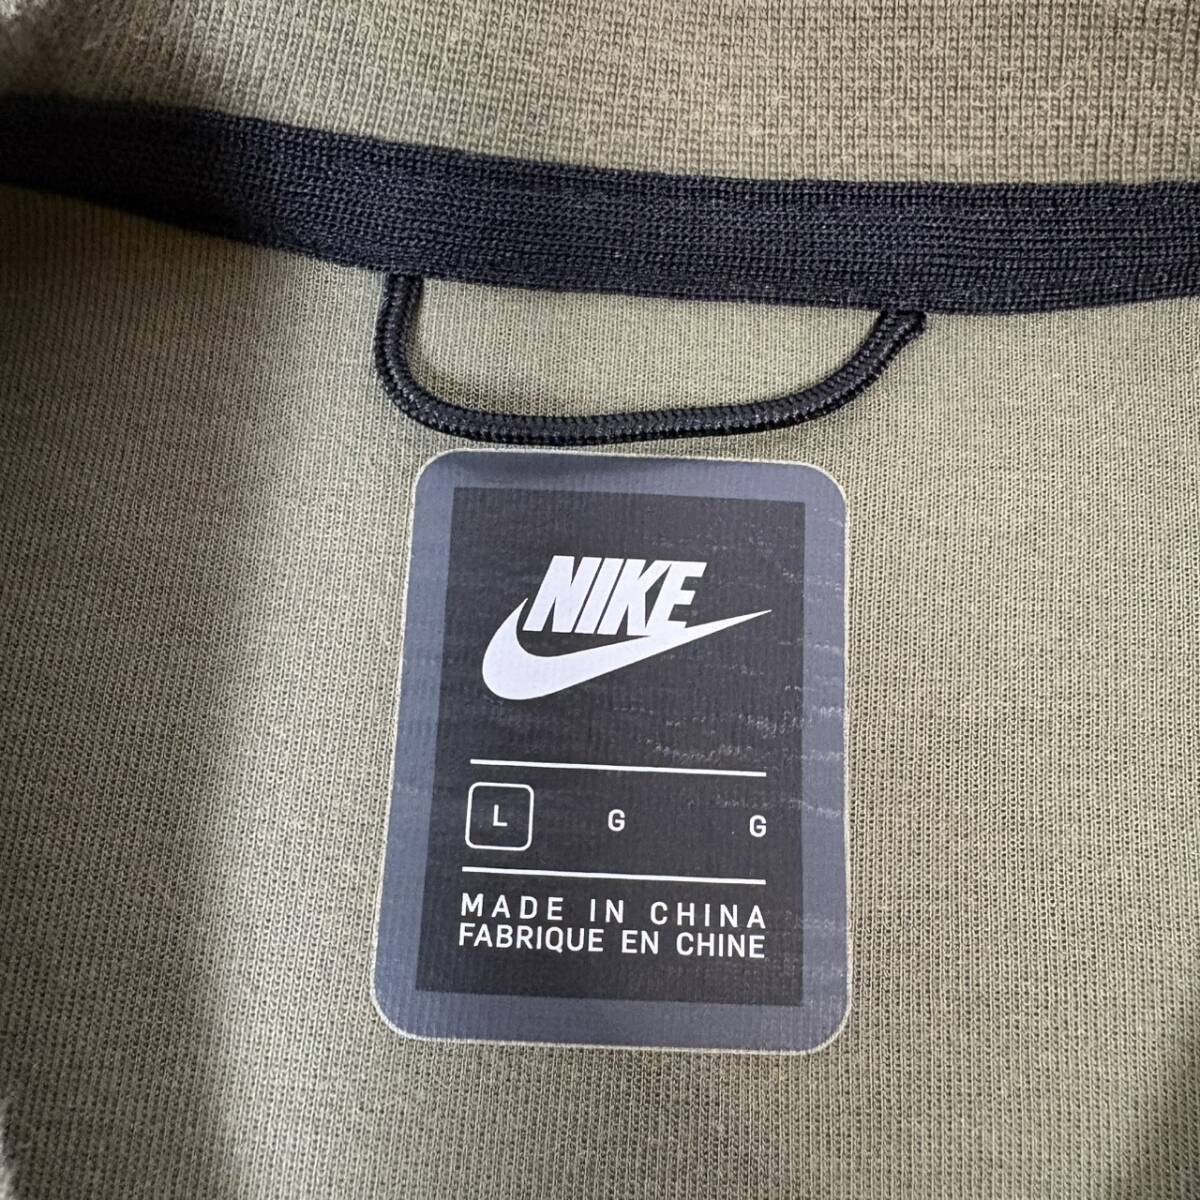 NIKE
L G G
MADE IN CHINA
FABRIQUE EN CHINE